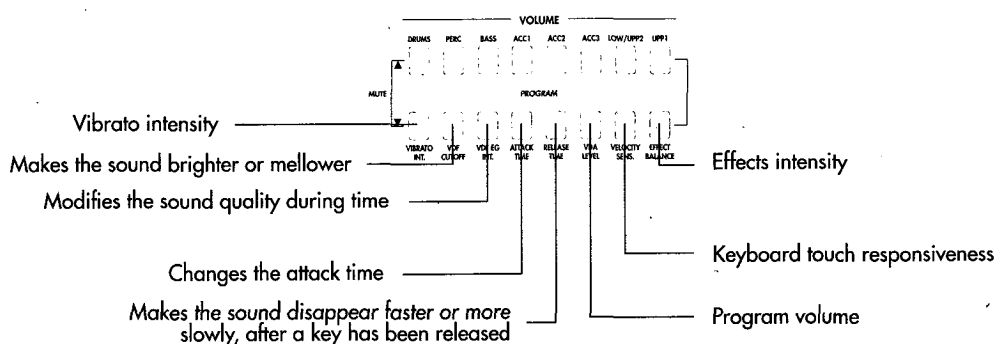 VOLUME
DRUMS PERC BASS ACC1 ACC2 ACC3 LOW/UPP2 UPP1
MUTE
PROGRAM
VIBRATO INT. VDF CUTOFF VDF EG INT. ATTACK TIME RELEASE TIME VDA LEVEL VELOCITY SENS. EFFECT BALANCE
Vibrato intensity
Makes the sound brighter or mellower
Modifies the sound quality during time
Changes the attack time
Makes the sound disappear faster or more
slowly, after a key has been released
Effects intensity
Keyboard touch responsiveness
Program volume